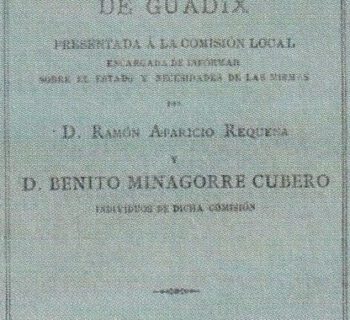 DE GUADIX
PRESENTADA Á LA COMISIÓN LOCAL
ENCARGADA DE INFORMAR
SOBRE EL ESTADO Y NECESIDADES DE LAS MISMAS
POR
D. RAMÓN APARICIO REQUENA
Y
D. BENITO MINAGORRE CUBERO
INDIVIDUOS DE DICHA COMISIÓN